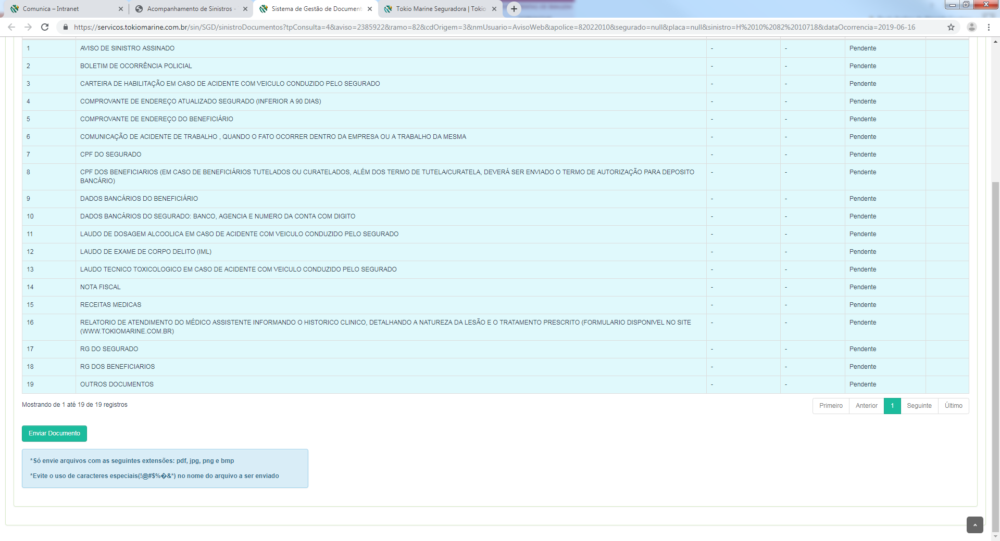 Comunica – Intranet
Acompanhamento de Sinistros -
Sistema de Gestão de Document
Tokio Marine Seguradora | Tokio
https://servicos.tokiomarine.com.br/sin/SGD/sinistroDocumentos?tpConsulta=4&aviso=2385922&ramo=82&cdOrigem=3&nmUsuario=AvisoWeb&apolice=82022010&segurado=null&placa=null&sinistro=H%2010%2082%2010718&dataOcorrencia=2019-06-16
1 AVISO DE SINISTRO ASSINADO - - Pendente
2 BOLETIM DE OCORRÊNCIA POLICIAL - - Pendente
3 CARTEIRA DE HABILITAÇÃO EM CASO DE ACIDENTE COM VEICULO CONDUZIDO PELO SEGURADO - - Pendente
4 COMPROVANTE DE ENDEREÇO ATUALIZADO SEGURADO (INFERIOR A 90 DIAS) - - Pendente
5 COMPROVANTE DE ENDEREÇO DO BENEFICIÁRIO - - Pendente
6 COMUNICAÇÃO DE ACIDENTE DE TRABALHO , QUANDO O FATO OCORRER DENTRO DA EMPRESA OU A TRABALHO DA MESMA - - Pendente
7 CPF DO SEGURADO - - Pendente
8 CPF DOS BENEFICIARIOS (EM CASO DE BENEFICIÁRIOS TUTELADOS OU CURATELADOS, ALÉM DOS TERMO DE TUTELA/CURATELA, DEVERÁ SER ENVIADO O TERMO DE AUTORIZAÇÃO PARA DEPOSITO - - Pendente
BANCÁRIO)
9 DADOS BANCÁRIOS DO BENEFICIÁRIO - - Pendente
10 DADOS BANCÁRIOS DO SEGURADO: BANCO, AGENCIA E NUMERO DA CONTA COM DIGITO - - Pendente
11 LAUDO DE DOSAGEM ALCOOLICA EM CASO DE ACIDENTE COM VEICULO CONDUZIDO PELO SEGURADO - - Pendente
12 LAUDO DE EXAME DE CORPO DELITO (IML) - - Pendente
13 LAUDO TECNICO TOXICOLOGICO EM CASO DE ACIDENTE COM VEICULO CONDUZIDO PELO SEGURADO - - Pendente
14 NOTA FISCAL - - Pendente
15 RECEITAS MEDICAS - - Pendente
16 RELATORIO DE ATENDIMENTO DO MÉDICO ASSISTENTE INFORMANDO O HISTORICO CLINICO, DETALHANDO A NATUREZA DA LESÃO E O TRATAMENTO PRESCRITO (FORMULARIO DISPONIVEL NO SITE - - Pendente
(WWW.TOKIOMARINE.COM.BR)
17 RG DO SEGURADO - - Pendente
18 RG DOS BENEFICIARIOS - - Pendente
19 OUTROS DOCUMENTOS - - Pendente
Mostrando de 1 até 19 de 19 registros
Primeiro Anterior 1 Seguinte Último
Enviar Documento
*Só envie arquivos com as seguintes extensões: pdf, jpg, png e bmp
*Evite o uso de caracteres especiais(!@#$%�&*) no nome do arquivo a ser enviado